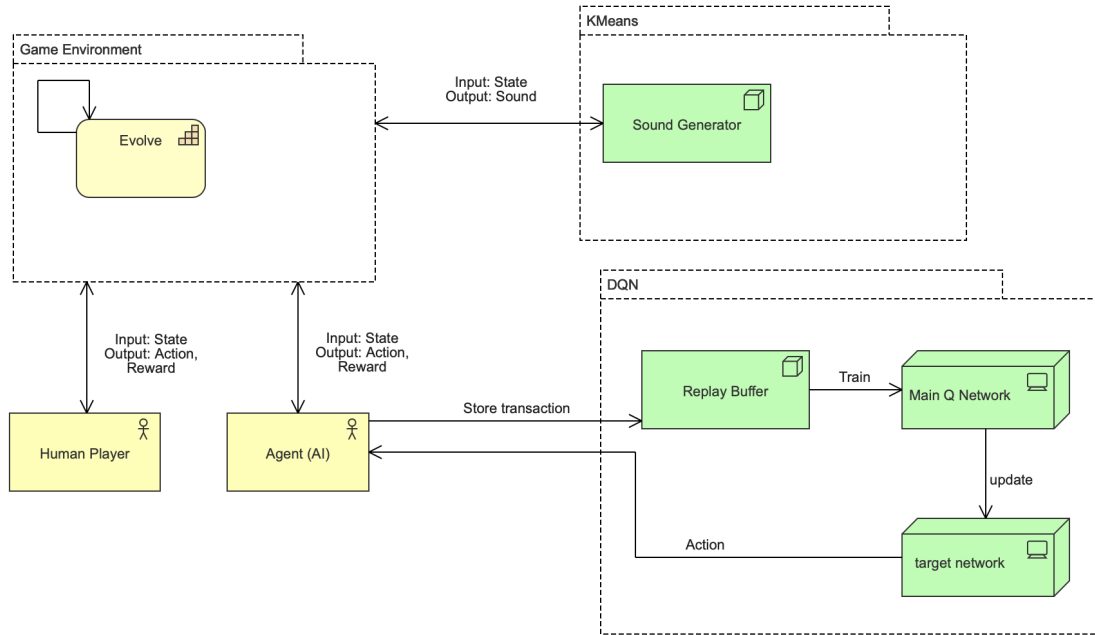 KMeans
Game Environment
Input: State
Output: Sound
Sound Generator
Evolve
DQN
Input: State
Output: Action,
Reward
Input: State
Output: Action,
Reward
Replay Buffer
Train
Main Q Network
Store transaction
Human Player
Agent (AI)
update
Action
target network